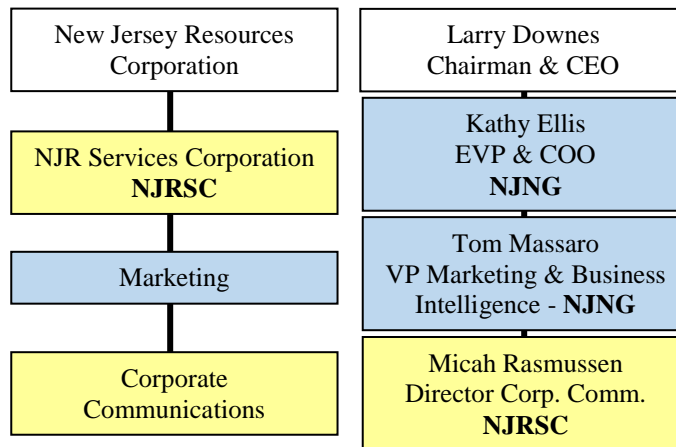 New Jersey Resources
Corporation
NJR Services Corporation
NJRSC
Marketing
Corporate
Communications
Larry Downes
Chairman & CEO
Kathy Ellis
EVP & COO
NJNG
Tom Massaro
VP Marketing & Business
Intelligence - NJNG
Micah Rasmussen
Director Corp. Comm.
NJRSC